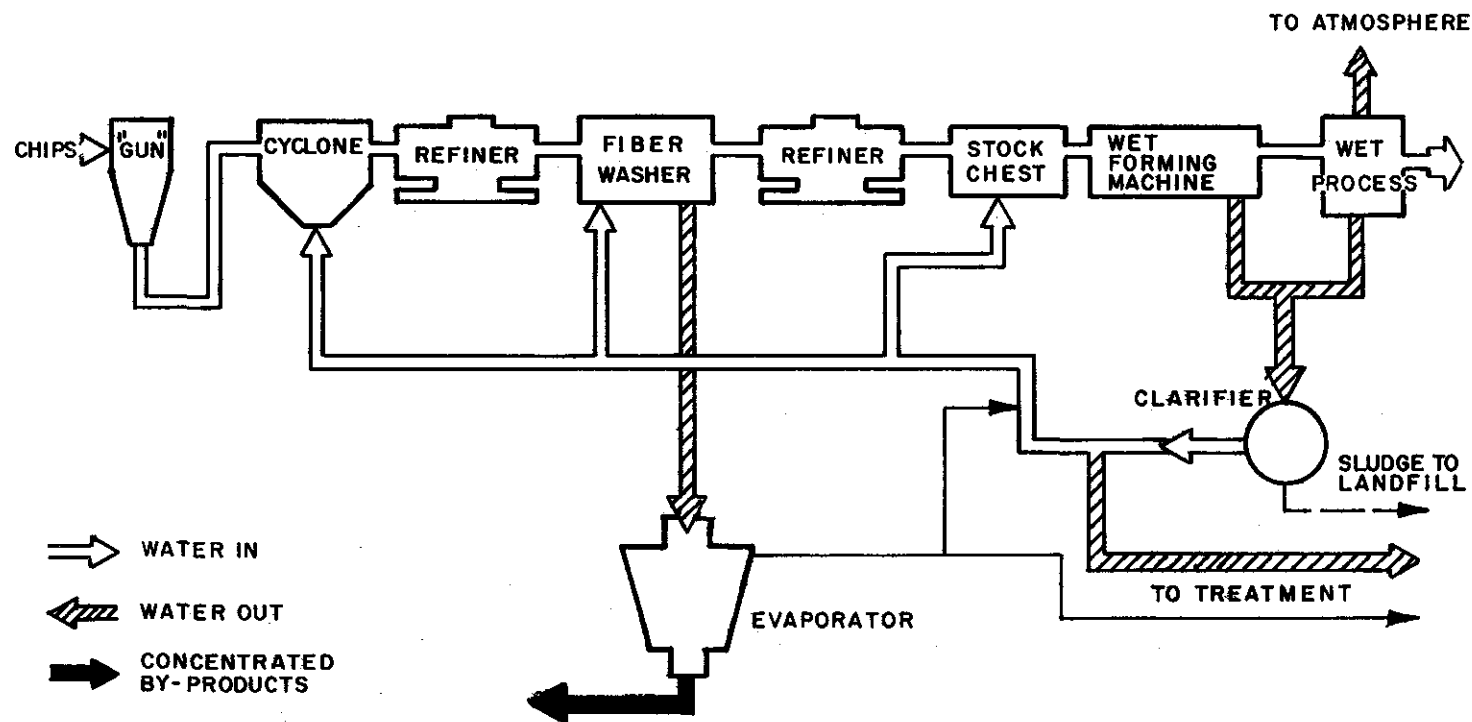 TO ATMOSPHERE
CHIPS
"GUN"
CYCLONE
REFINER
FIBER
WASHER
REFINER
STOCK
CHEST
WET
FORMING
MACHINE
WET
PROCESS
CLARIFIER
SLUDGE TO
LANDFILL
WATER IN
WATER OUT
CONCENTRATED
BY-PRODUCTS
EVAPORATOR
TO TREATMENT